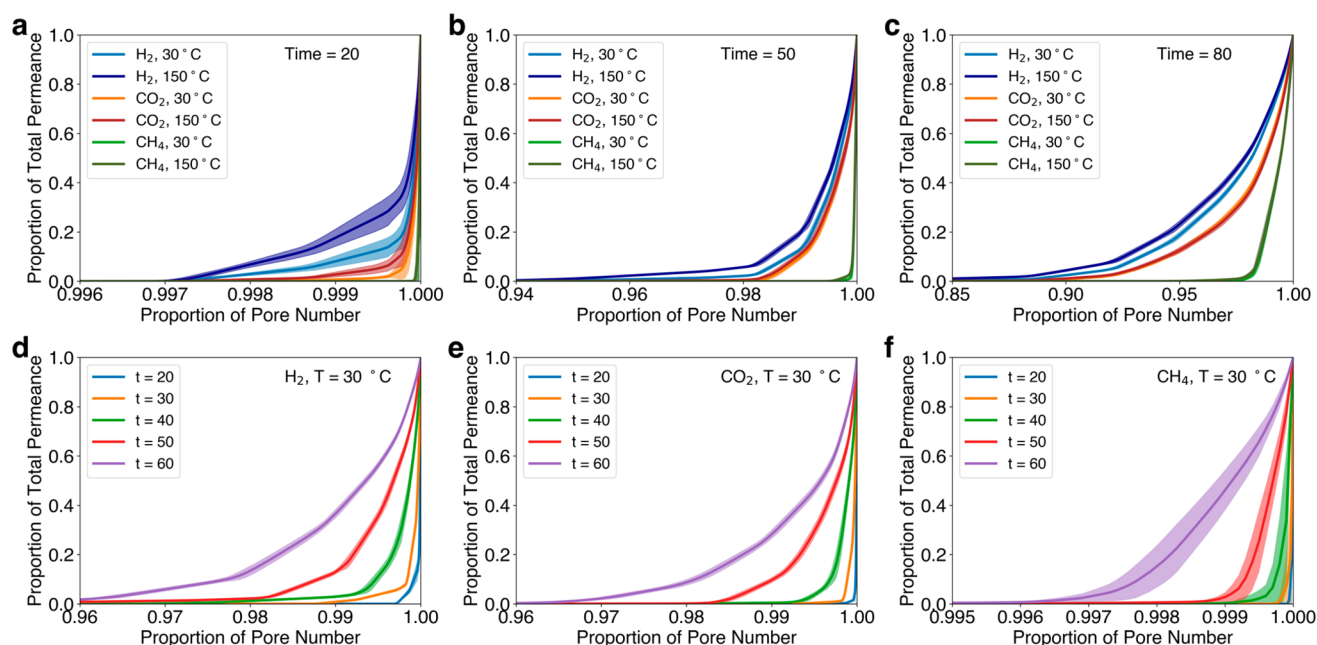 a
Time = 20
H₂, 30 °C
H₂, 150 °C
CO₂, 30 °C
CO₂, 150 °C
CH₄, 30 °C
CH₄, 150 °C
1.0
0.8
0.6
0.4
0.2
0.0
0.996
0.997
0.998
0.999
1.000
Proportion of Total Permeance
Proportion of Pore Number
b
Time = 50
H₂, 30 °C
H₂, 150 °C
CO₂, 30 °C
CO₂, 150 °C
CH₄, 30 °C
CH₄, 150 °C
1.0
0.8
0.6
0.4
0.2
0.0
0.94
0.96
0.98
1.00
Proportion of Total Permeance
Proportion of Pore Number
c
Time = 80
H₂, 30 °C
H₂, 150 °C
CO₂, 30 °C
CO₂, 150 °C
CH₄, 30 °C
CH₄, 150 °C
1.0
0.8
0.6
0.4
0.2
0.0
0.85
0.90
0.95
1.00
Proportion of Total Permeance
Proportion of Pore Number
d
H₂, T = 30 °C
t = 20
t = 30
t = 40
t = 50
t = 60
1.0
0.8
0.6
0.4
0.2
0.0
0.96
0.97
0.98
0.99
1.00
Proportion of Total Permeance
Proportion of Pore Number
e
CO₂, T = 30 °C
t = 20
t = 30
t = 40
t = 50
t = 60
1.0
0.8
0.6
0.4
0.2
0.0
0.96
0.97
0.98
0.99
1.00
Proportion of Total Permeance
Proportion of Pore Number
f
CH₄, T = 30 °C
t = 20
t = 30
t = 40
t = 50
t = 60
1.0
0.8
0.6
0.4
0.2
0.0
0.995
0.996
0.997
0.998
0.999
1.000
Proportion of Total Permeance
Proportion of Pore Number